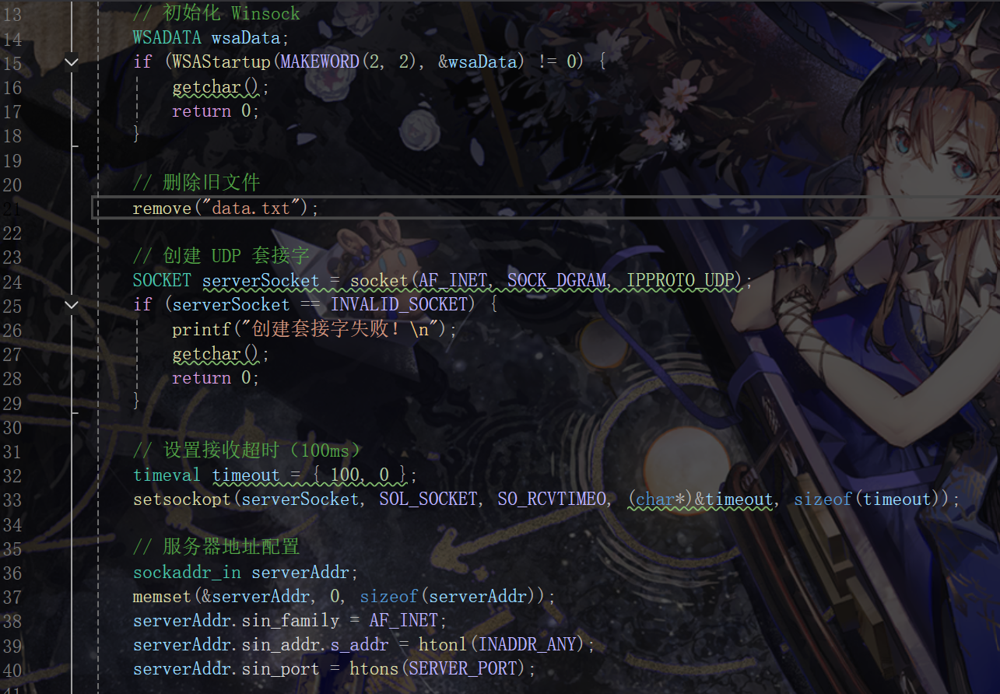 13 // 初始化 Winsock
14 WSADATA wsaData;
15 if (WSAStartup(MAKEWORD(2, 2), &wsaData) != 0) {
16 getchar();
17 return 0;
18 }
19
20 // 删除旧文件
21 remove("data.txt");
22
23 // 创建 UDP 套接字
24 SOCKET serverSocket = socket(AF_INET, SOCK_DGRAM, IPPROTO_UDP);
25 if (serverSocket == INVALID_SOCKET) {
26 printf("创建套接字失败！\n");
27 getchar();
28 return 0;
29 }
30
31 // 设置接收超时（100ms）
32 timeval timeout = { 100, 0 };
33 setsockopt(serverSocket, SOL_SOCKET, SO_RCVTIMEO, (char*)&timeout, sizeof(timeout));
34
35 // 服务器地址配置
36 sockaddr_in serverAddr;
37 memset(&serverAddr, 0, sizeof(serverAddr));
38 serverAddr.sin_family = AF_INET;
39 serverAddr.sin_addr.s_addr = htonl(INADDR_ANY);
40 serverAddr.sin_port = htons(SERVER_PORT);